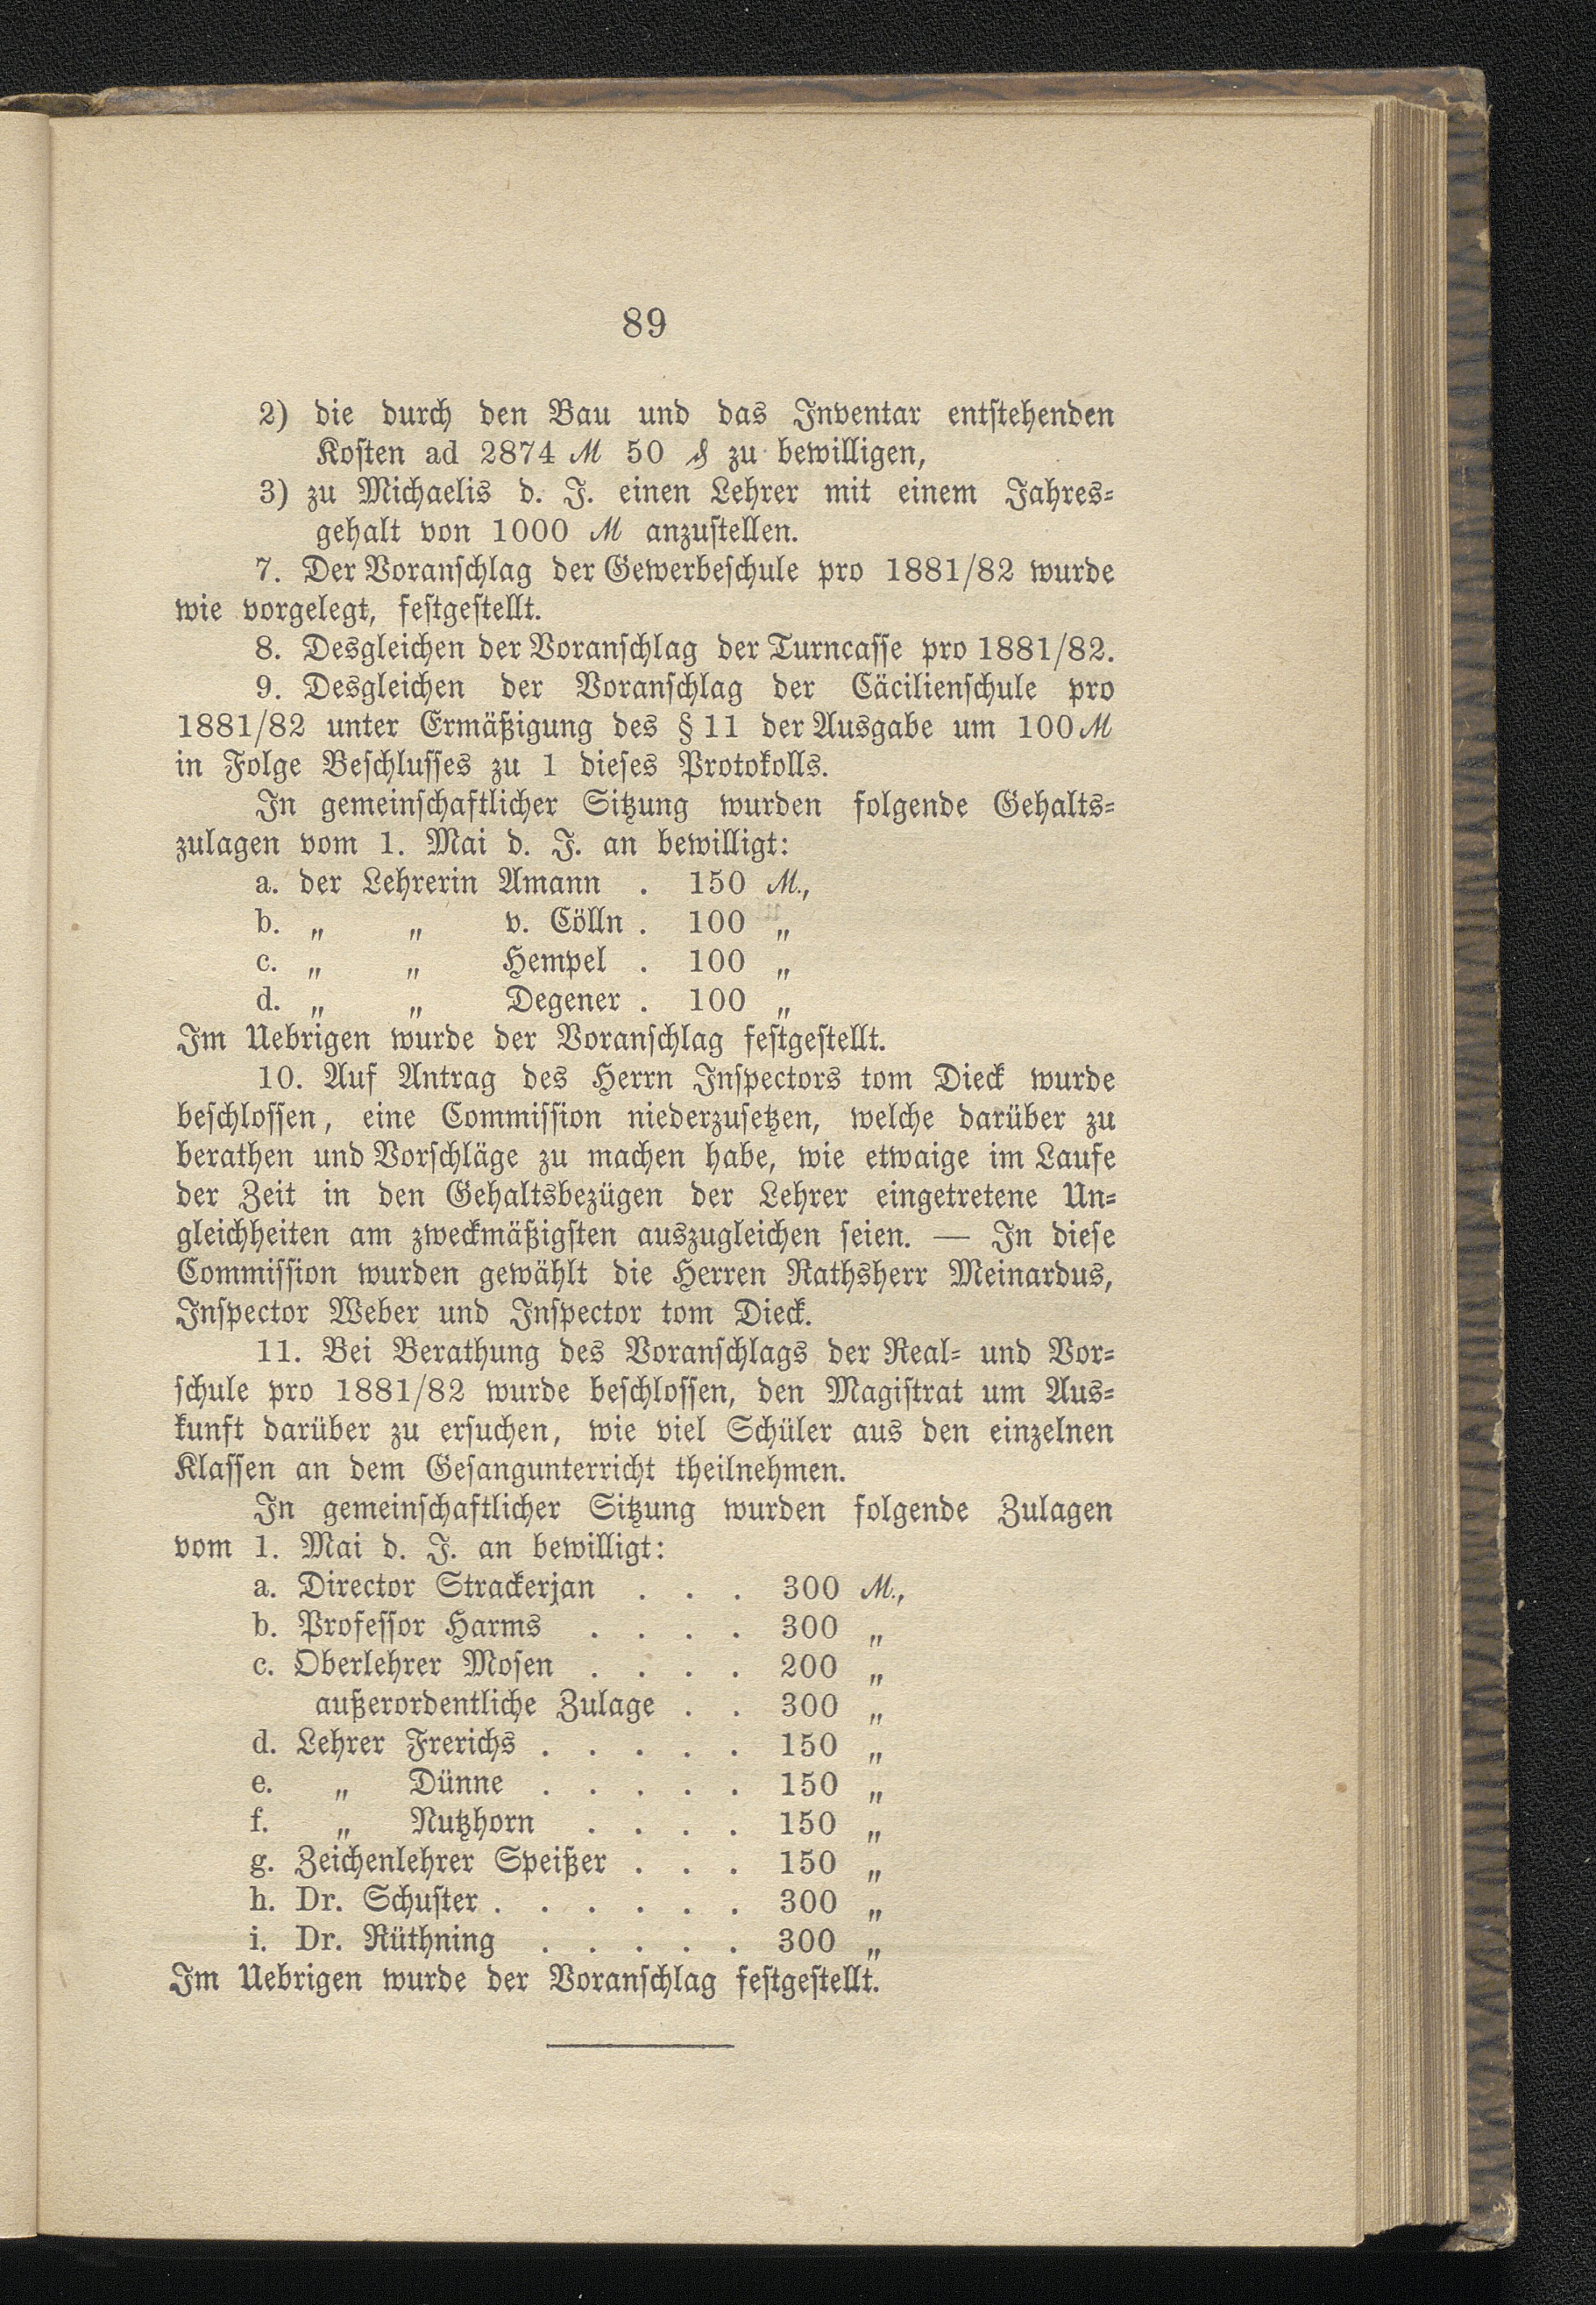 89
2) die durch den Bau und das Inventar entstehenden
Kosten ad 2874 ℳ 50 ₰ zu bewilligen,
3) zu Michaelis d. J. einen Lehrer mit einem Jahres-
gehalt von 1000 ℳ anzustellen.
7. Der Voranschlag der Gewerbeschule pro 1881/82 wurde
wie vorgelegt, festgestellt.
8. Desgleichen der Voranschlag der Turncasse pro 1881/82.
9. Desgleichen der Voranschlag der Cäcilienschule pro
1881/82 unter Ermäßigung des § 11 der Ausgabe um 100 ℳ
in Folge Beschlusses zu 1 dieses Protokolls.
In gemeinschaftlicher Sitzung wurden folgende Gehalts-
zulagen vom 1. Mai d. J. an bewilligt:
a. der Lehrerin Amann . 150 ℳ.,
b. „ „ v. Cölln . 100 „
c. „ „ Hempel . 100 „
d. „ „ Degener . 100 „
Im Uebrigen wurde der Voranschlag festgestellt.
10. Auf Antrag des Herrn Inspectors tom Dieck wurde
beschlossen, eine Commission niederzusetzen, welche darüber zu
berathen und Vorschläge zu machen habe, wie etwaige im Laufe
der Zeit in den Gehaltsbezügen der Lehrer eingetretene Un-
gleichheiten am zweckmäßigsten auszugleichen seien. — In diese
Commission wurden gewählt die Herren Rathsherr Meinardus,
Inspector Weber und Inspector tom Dieck.
11. Bei Berathung des Voranschlags der Real- und Vor-
schule pro 1881/82 wurde beschlossen, den Magistrat um Aus-
kunft darüber zu ersuchen, wie viel Schüler aus den einzelnen
Klassen an dem Gesangunterricht theilnehmen.
In gemeinschaftlicher Sitzung wurden folgende Zulagen
vom 1. Mai d. J. an bewilligt:
a. Director Strackerjan . . . 300 ℳ.,
b. Professor Harms . . . . 300 „
c. Oberlehrer Mosen . . . . 200 „
außerordentliche Zulage . . 300 „
d. Lehrer Frerichs . . . . . 150 „
e. „ Dünne . . . . . 150 „
f. „ Nutzhorn . . . . 150 „
g. Zeichenlehrer Speißer . . . 150 „
h. Dr. Schuster . . . . . . 300 „
i. Dr. Rüthning . . . . . 300 „
Im Uebrigen wurde der Voranschlag festgestellt.